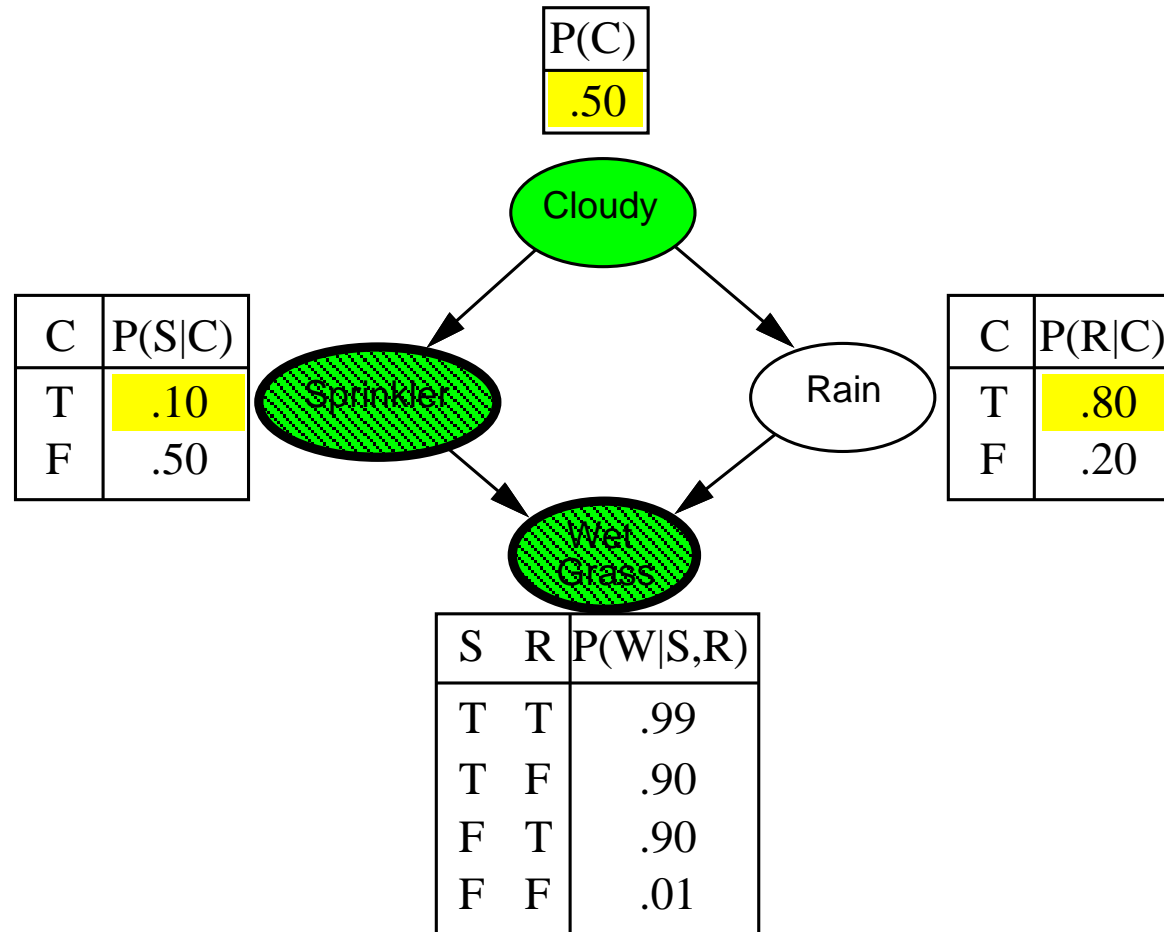 P(C)
.50
Cloudy
C P(S|C)
T .10
F .50
Sprinkler
Rain
C P(R|C)
T .80
F .20
Wet
Grass
S R P(W|S,R)
T T .99
T F .90
F T .90
F F .01